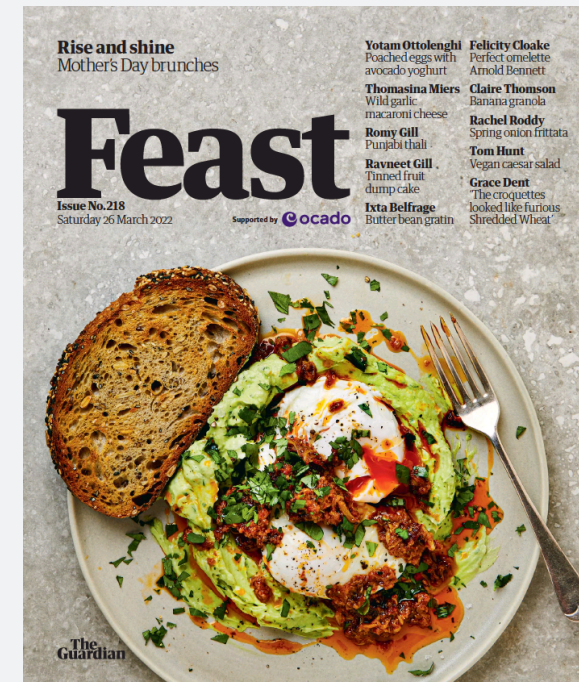 Rise and shine
Mother's Day brunches
Feast
Issue No.218
Saturday 26 March 2022
Supported by ocado
Yotam Ottolenghi
Poached eggs with
avocado yoghurt
Thomasina Miers
Wild garlic
macaroni cheese
Romy Gill
Punjabi thali
Ravneet Gill
Tinned fruit
dump cake
Ixta Belfrage
Butter bean gratin
Felicity Cloake
Perfect omelette
Arnold Bennett
Claire Thomson
Banana granola
Rachel Roddy
Spring onion frittata
Tom Hunt
Vegan caesar salad
Grace Dent
‘The croquettes
looked like furious
Shredded Wheat’
The
Guardian